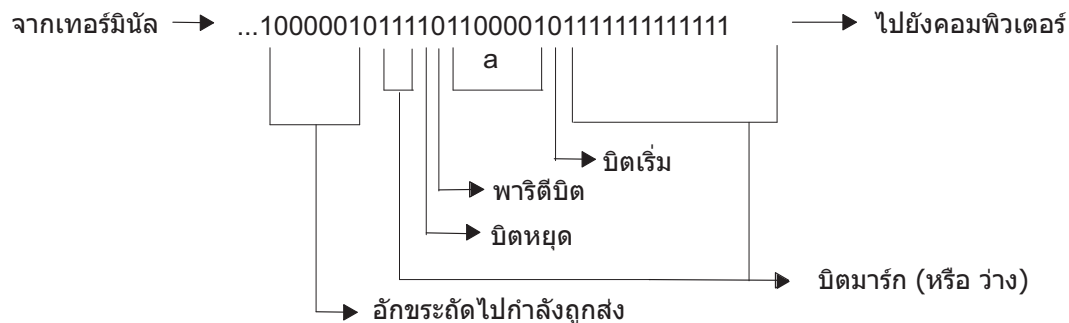 จากเทอร์มินัล ...1000001011110110000101111111111111 ไปยังคอมพิวเตอร์
a
บิตเริ่ม
พาริตีบิต
บิตหยุด
บิตมาร์ก (หรือ ว่าง)
อักขระถัดไปกำลังถูกส่ง